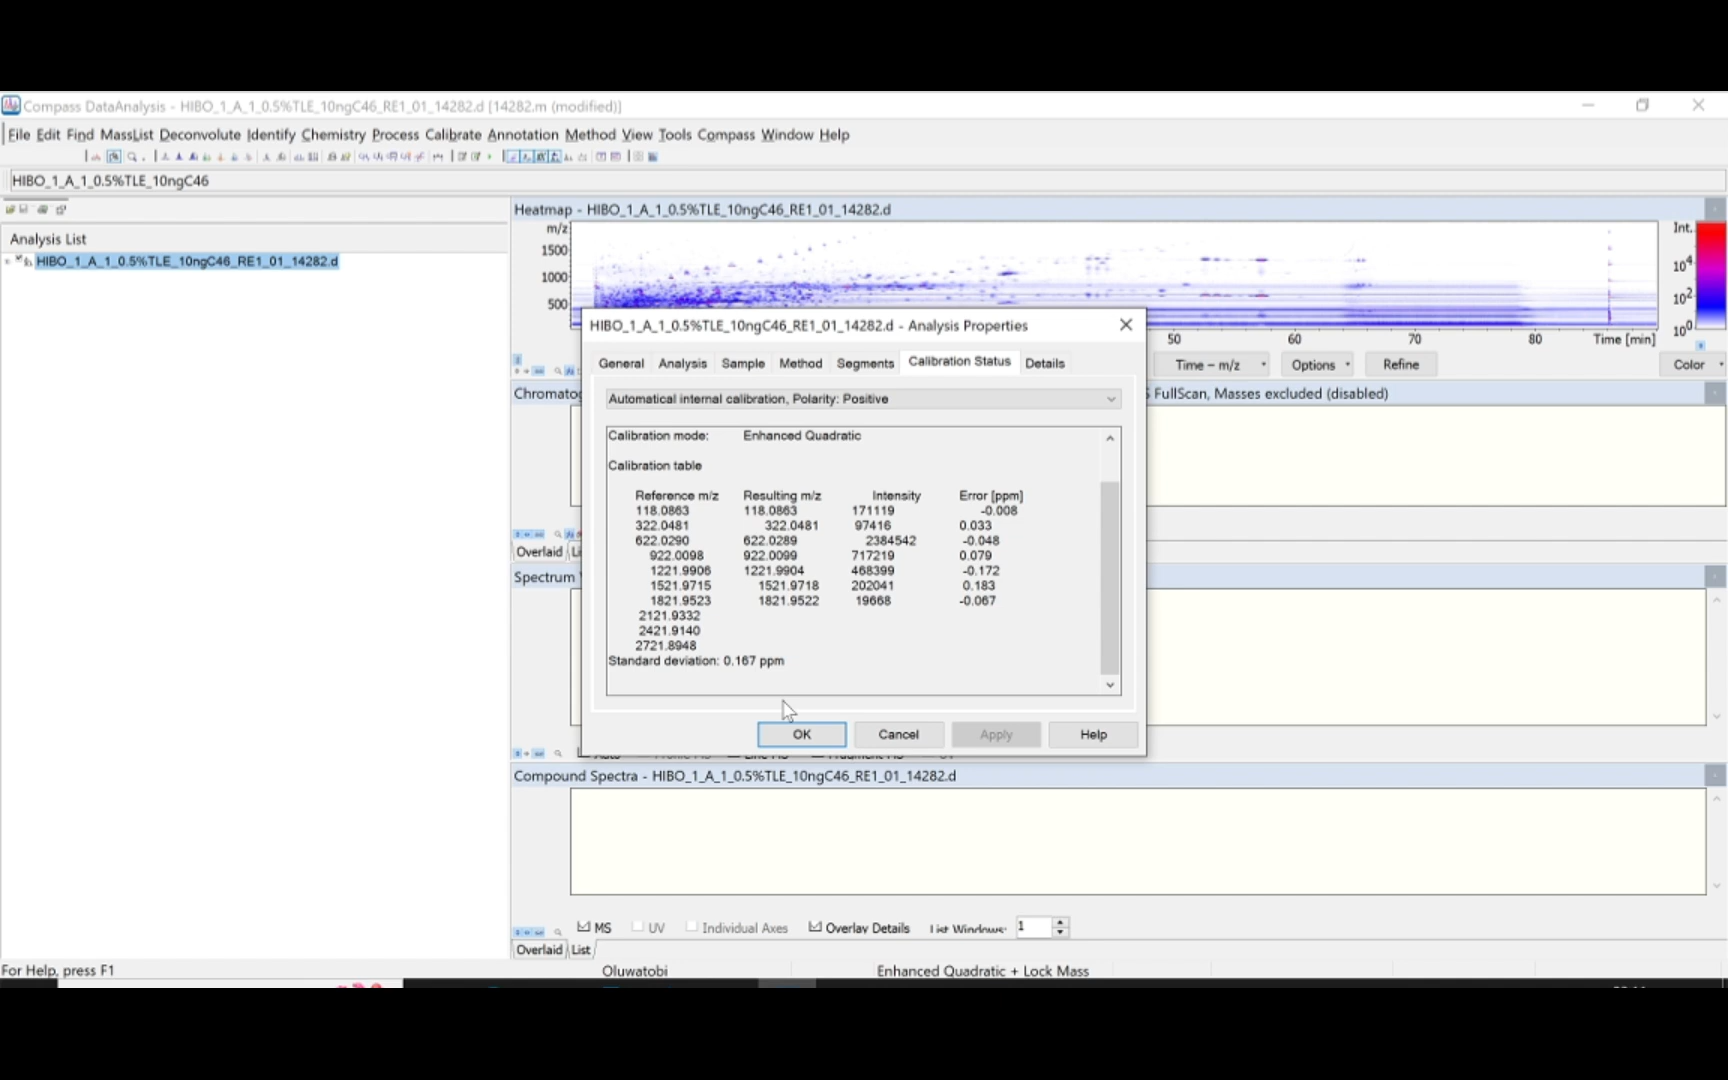 Compass DataAnalysis - HIBO_1_A_1_0.5%TLE_10ngC46_RE1_01_14282.d [14282.m (modified)]
File Edit Find MassList Deconvolute Identify Chemistry Process Calibrate Annotation Method View Tools Compass Window Help
HIBO_1_A_1_0.5%TLE_10ngC46
Analysis List
HIBO_1_A_1_0.5%TLE_10ngC46_RE1_01_14282.d
Heatmap - HIBO_1_A_1_0.5%TLE_10ngC46_RE1_01_14282.d
m/z
1500
1000
500
50 60 70 80 Time [min]
Int.
10^4
10^2
10^0
Time – m/z Options Refine Color
HIBO_1_A_1_0.5%TLE_10ngC46_RE1_01_14282.d - Analysis Properties
General Analysis Sample Method Segments Calibration Status Details
Automatical internal calibration, Polarity: Positive
Calibration mode: Enhanced Quadratic
Calibration table
Reference m/z Resulting m/z Intensity Error [ppm]
118.0863 118.0863 171119 -0.008
322.0481 322.0481 97416 0.033
622.0290 622.0289 2384542 -0.048
922.0098 922.0099 717219 0.079
1221.9906 1221.9904 468399 -0.172
1521.9715 1521.9718 202041 0.183
1821.9523 1821.9522 19668 -0.067
2121.9332
2421.9140
2721.8948
Standard deviation: 0.167 ppm
OK Cancel Apply Help
Chromatog
FullScan, Masses excluded (disabled)
Overlaid Li
Spectrum
Compound Spectra - HIBO_1_A_1_0.5%TLE_10ngC46_RE1_01_14282.d
MS UV Individual Axes Overlay Details List Windows: 1
Overlaid List
For Help, press F1
Oluwatobi
Enhanced Quadratic + Lock Mass